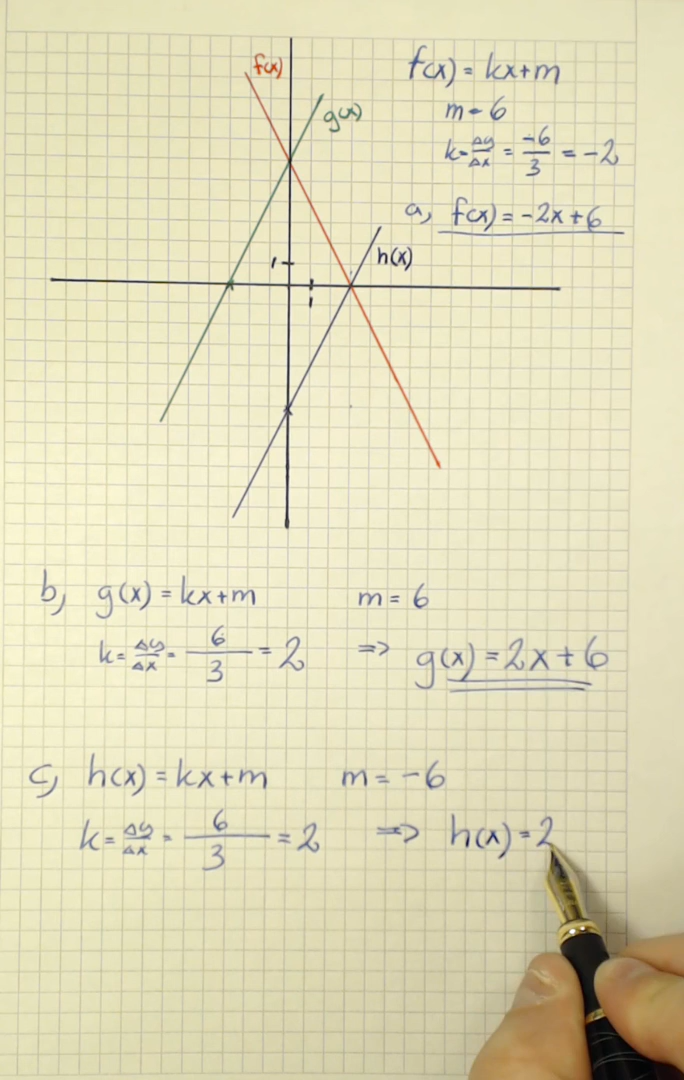 f(x)
f(x) = kx+m
g(x)
m = 6
k = Δy/Δx = -6/3 = -2
a, f(x) = -2x+6
h(x)
1
1
b, g(x) = kx+m m = 6
k = Δy/Δx = 6/3 = 2 => g(x) = 2x+6
c, h(x) = kx+m m = -6
k = Δy/Δx = 6/3 = 2 => h(x) = 2